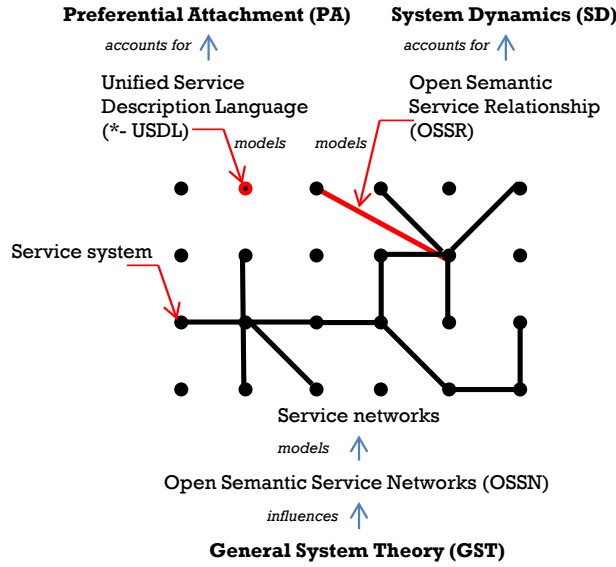 Preferential Attachment (PA)
System Dynamics (SD)
accounts for
accounts for
Unified Service
Description Language
(*- USDL)
Open Semantic
Service Relationship
(OSSR)
models
models
Service system
Service networks
models
Open Semantic Service Networks (OSSN)
influences
General System Theory (GST)